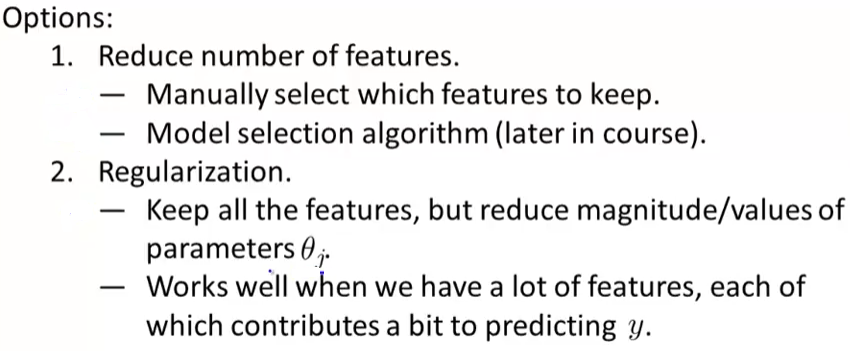 Options:
1. Reduce number of features.
— Manually select which features to keep.
— Model selection algorithm (later in course).
2. Regularization.
— Keep all the features, but reduce magnitude/values of
parameters θⱼ.
— Works well when we have a lot of features, each of
which contributes a bit to predicting y.